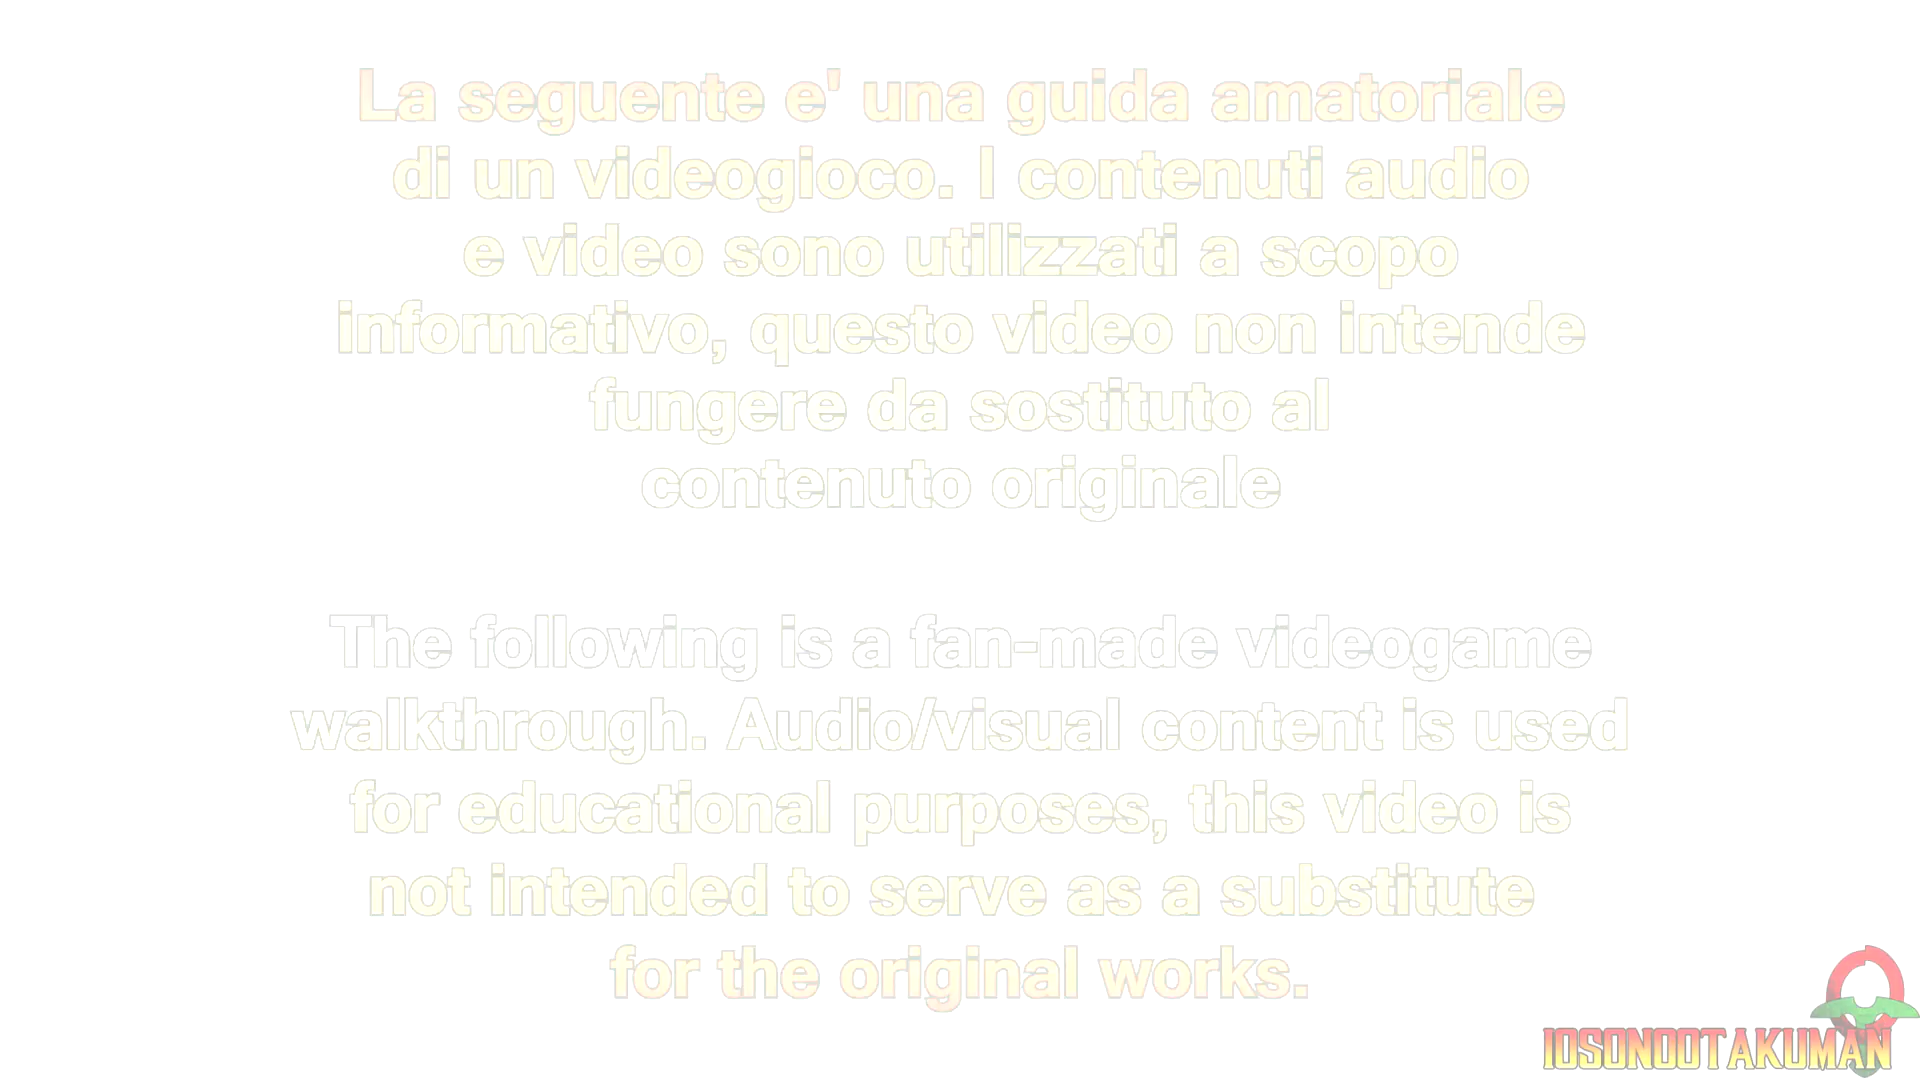 La seguente e' una guida amatoriale
di un videogioco. I contenuti audio
e video sono utilizzati a scopo
informativo, questo video non intende
fungere da sostituto al
contenuto originale
The following is a fan-made videogame
walkthrough. Audio/visual content is used
for educational purposes, this video is
not intended to serve as a substitute
for the original works.
IOSONOOTAKUMAN